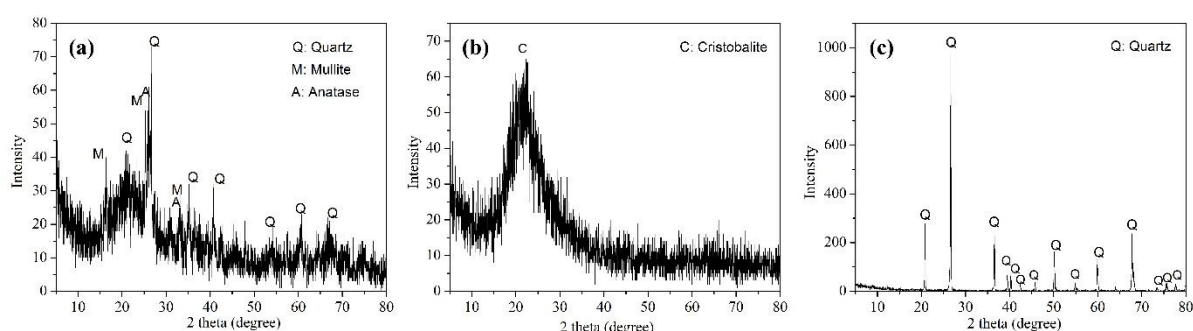 (a)
Q: Quartz
M: Mullite
A: Anatase
Q
A
M
Q
M
M
A
Q
Q
Q
Q
Q
80
70
60
50
40
30
20
10
0
Intensity
10 20 30 40 50 60 70 80
2 theta (degree)
(b)
C
C: Cristobalite
70
60
50
40
30
20
10
0
Intensity
10 20 30 40 50 60 70 80
2 theta (degree)
(c)
Q
Q: Quartz
Q
Q
Q
Q
Q
Q
Q
Q
Q
Q
Q
Q
Q
1000
800
600
400
200
0
Intensity
10 20 30 40 50 60 70 80
2 theta (degree)